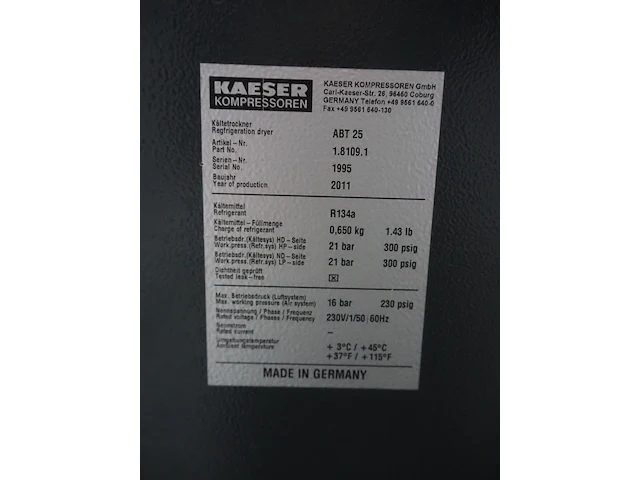 KAESER
KOMPRESSOREN
KAESER KOMPRESSOREN GmbH
Carl-Kaeser-Str. 26, 96450 Coburg
GERMANY Telefon +49 9561 640-0
Fax +49 9561 640-130
Kältetrockner
Regfrigeration dryer ABT 25
Artikel-Nr.
Part No. 1.8109.1
Serien-Nr.
Serial No. 1995
Baujahr
Year of production 2011
Kältemittel
Refrigerant R134a
Kältemittel-Füllmenge
Charge of refrigerant 0,650 kg 1.43 lb
Betriebsdr.(Kältesys) HD-Seite
Work.press.(Refr.sys) HP-side 21 bar 300 psig
Betriebsdr.(Kältesys) ND-Seite
Work.press.(Refr.sys) LP-side 21 bar 300 psig
Dichtheit geprüft
Tested leak-free ☒
Max. Betriebsdruck (Luftsystem)
Max. working pressure (Air system) 16 bar 230 psig
Nennspannung / Phase / Frequenz
Rated voltage / Phases / Frequency 230V/1/50|60Hz
Nennstrom
Rated current –
Umgebungstemperatur + 3°C / +45°C
Ambient temperature +37°F / +115°F
MADE IN GERMANY